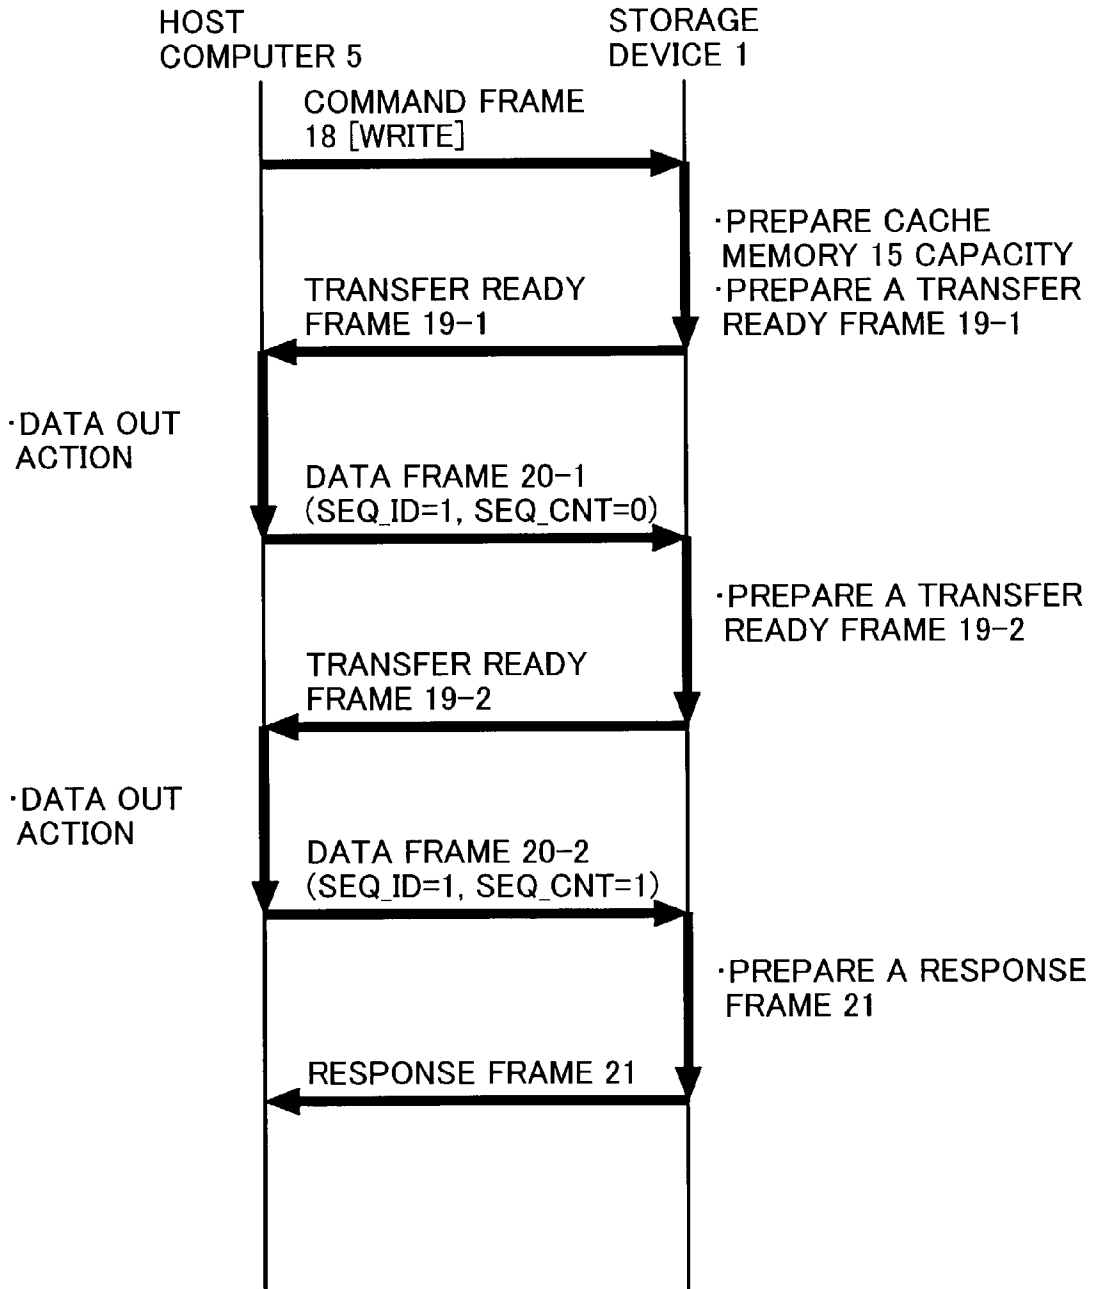 HOST
COMPUTER 5
STORAGE
DEVICE 1
COMMAND FRAME
18 [WRITE]
·PREPARE CACHE
MEMORY 15 CAPACITY
·PREPARE A TRANSFER
READY FRAME 19-1
TRANSFER READY
FRAME 19-1
·DATA OUT
ACTION
DATA FRAME 20-1
(SEQ_ID=1, SEQ_CNT=0)
·PREPARE A TRANSFER
READY FRAME 19-2
TRANSFER READY
FRAME 19-2
·DATA OUT
ACTION
DATA FRAME 20-2
(SEQ_ID=1, SEQ_CNT=1)
·PREPARE A RESPONSE
FRAME 21
RESPONSE FRAME 21